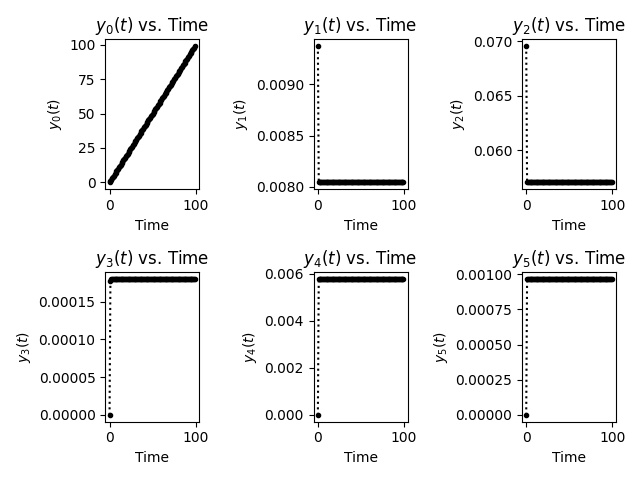 y₀(t) vs. Time
y₀(t)
100
75
50
25
0
0
100
Time
y₁(t) vs. Time
y₁(t)
0.0090
0.0085
0.0080
0
100
Time
y₂(t) vs. Time
y₂(t)
0.070
0.065
0.060
0
100
Time
y₃(t) vs. Time
y₃(t)
0.00015
0.00010
0.00005
0.00000
0
100
Time
y₄(t) vs. Time
y₄(t)
0.006
0.004
0.002
0.000
0
100
Time
y₅(t) vs. Time
y₅(t)
0.00100
0.00075
0.00050
0.00025
0.00000
0
100
Time